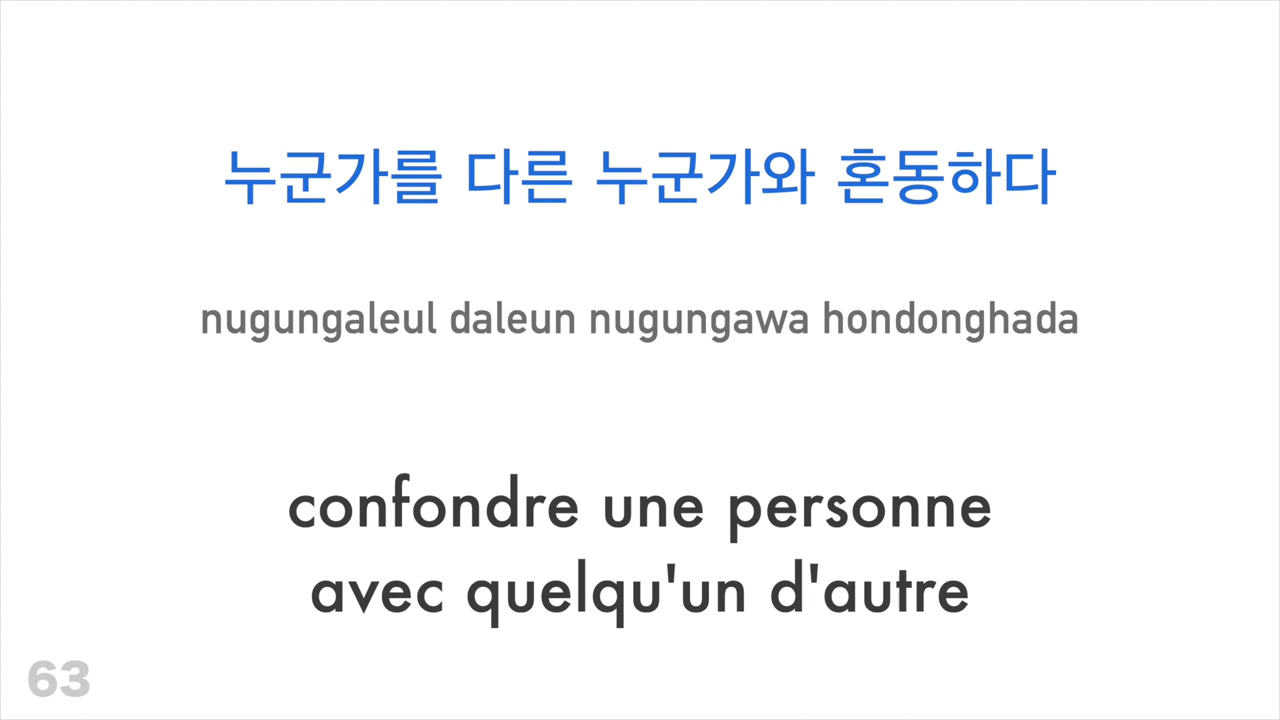 누군가를 다른 누군가와 혼동하다
nugungaleul daleun nugungawa hondonghada
confondre une personne
avec quelqu'un d'autre
63